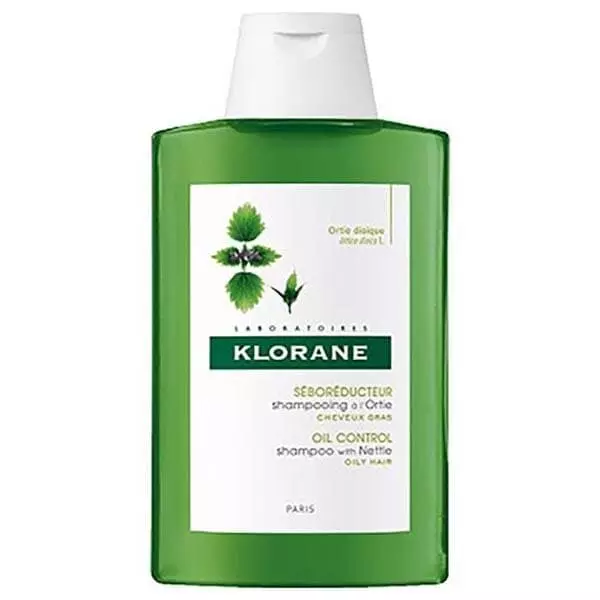 Ortie dioïque
LABORATOIRES
KLORANE
SÉBORÉDUCTEUR
shampooing à l'Ortie
CHEVEUX GRAS
OIL CONTROL
shampoo with Nettle
OILY HAIR
PARIS